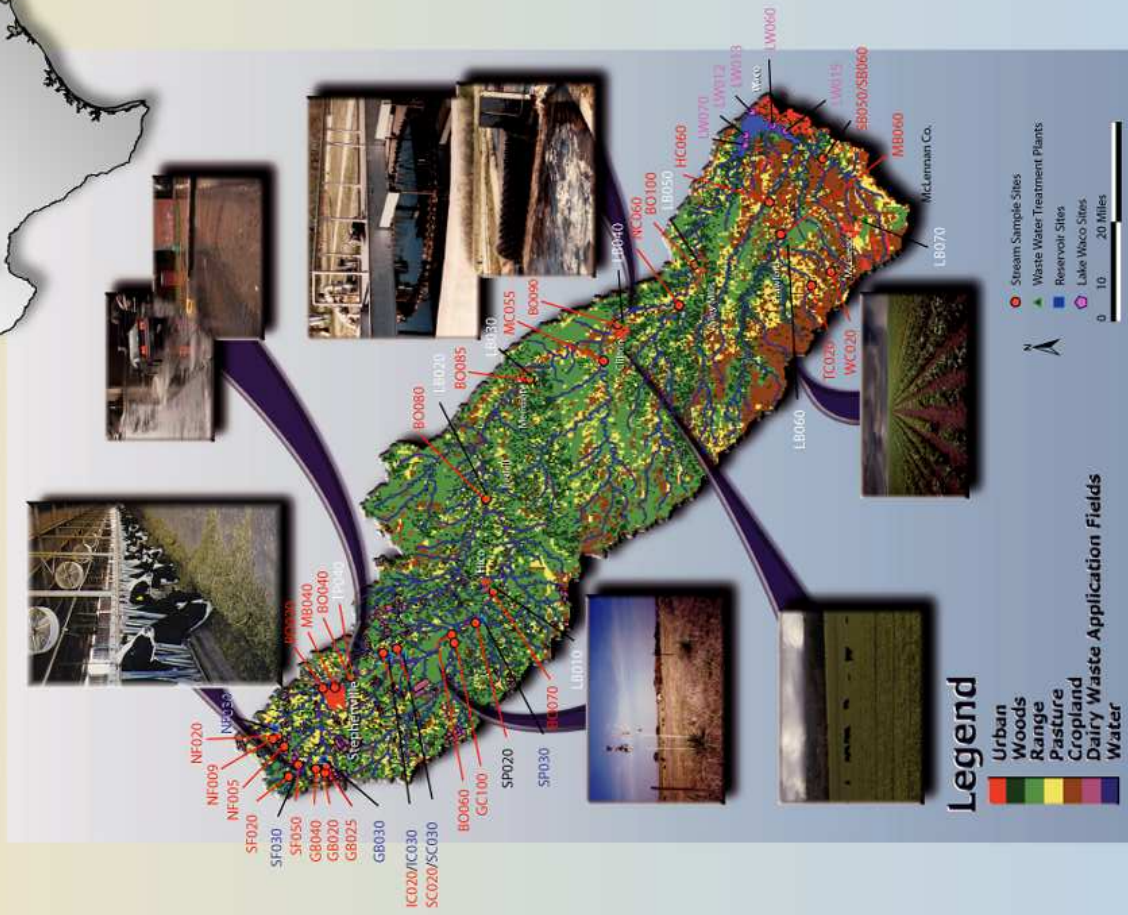 NF020
NF009
NF005
SF020
SF030
SF050
GB040
GB020
GB025
GB030
IC020/IC030
SC020/SC030
BO060
GC100
SP020
SP030
BO070
LB010
NF030
BO020
MB040
BO040
TP040
Stephenville
Hico
BO080
LB020
BO085
LB030
MC055
BO090
LB040
NC060
BO100
LB050
HC060
LW070
LW012
LW013
Waco
LW060
LW015
SB050/SB060
MB060
McLennan Co.
LB070
TC020
WC020
LB060
Legend
Urban
Woods
Range
Pasture
Cropland
Dairy Waste Application Fields
Water
N
Stream Sample Sites
Waste Water Treatment Plants
Reservoir Sites
Lake Waco Sites
0 10 20 Miles